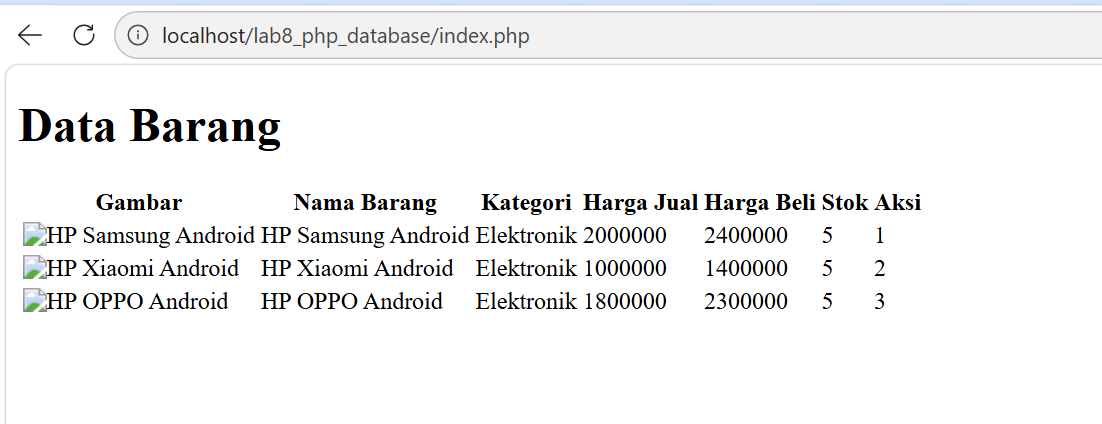 localhost/lab8_php_database/index.php
Data Barang
Gambar Nama Barang Kategori Harga Jual Harga Beli Stok Aksi
HP Samsung Android HP Samsung Android Elektronik 2000000 2400000 5 1
HP Xiaomi Android HP Xiaomi Android Elektronik 1000000 1400000 5 2
HP OPPO Android HP OPPO Android Elektronik 1800000 2300000 5 3